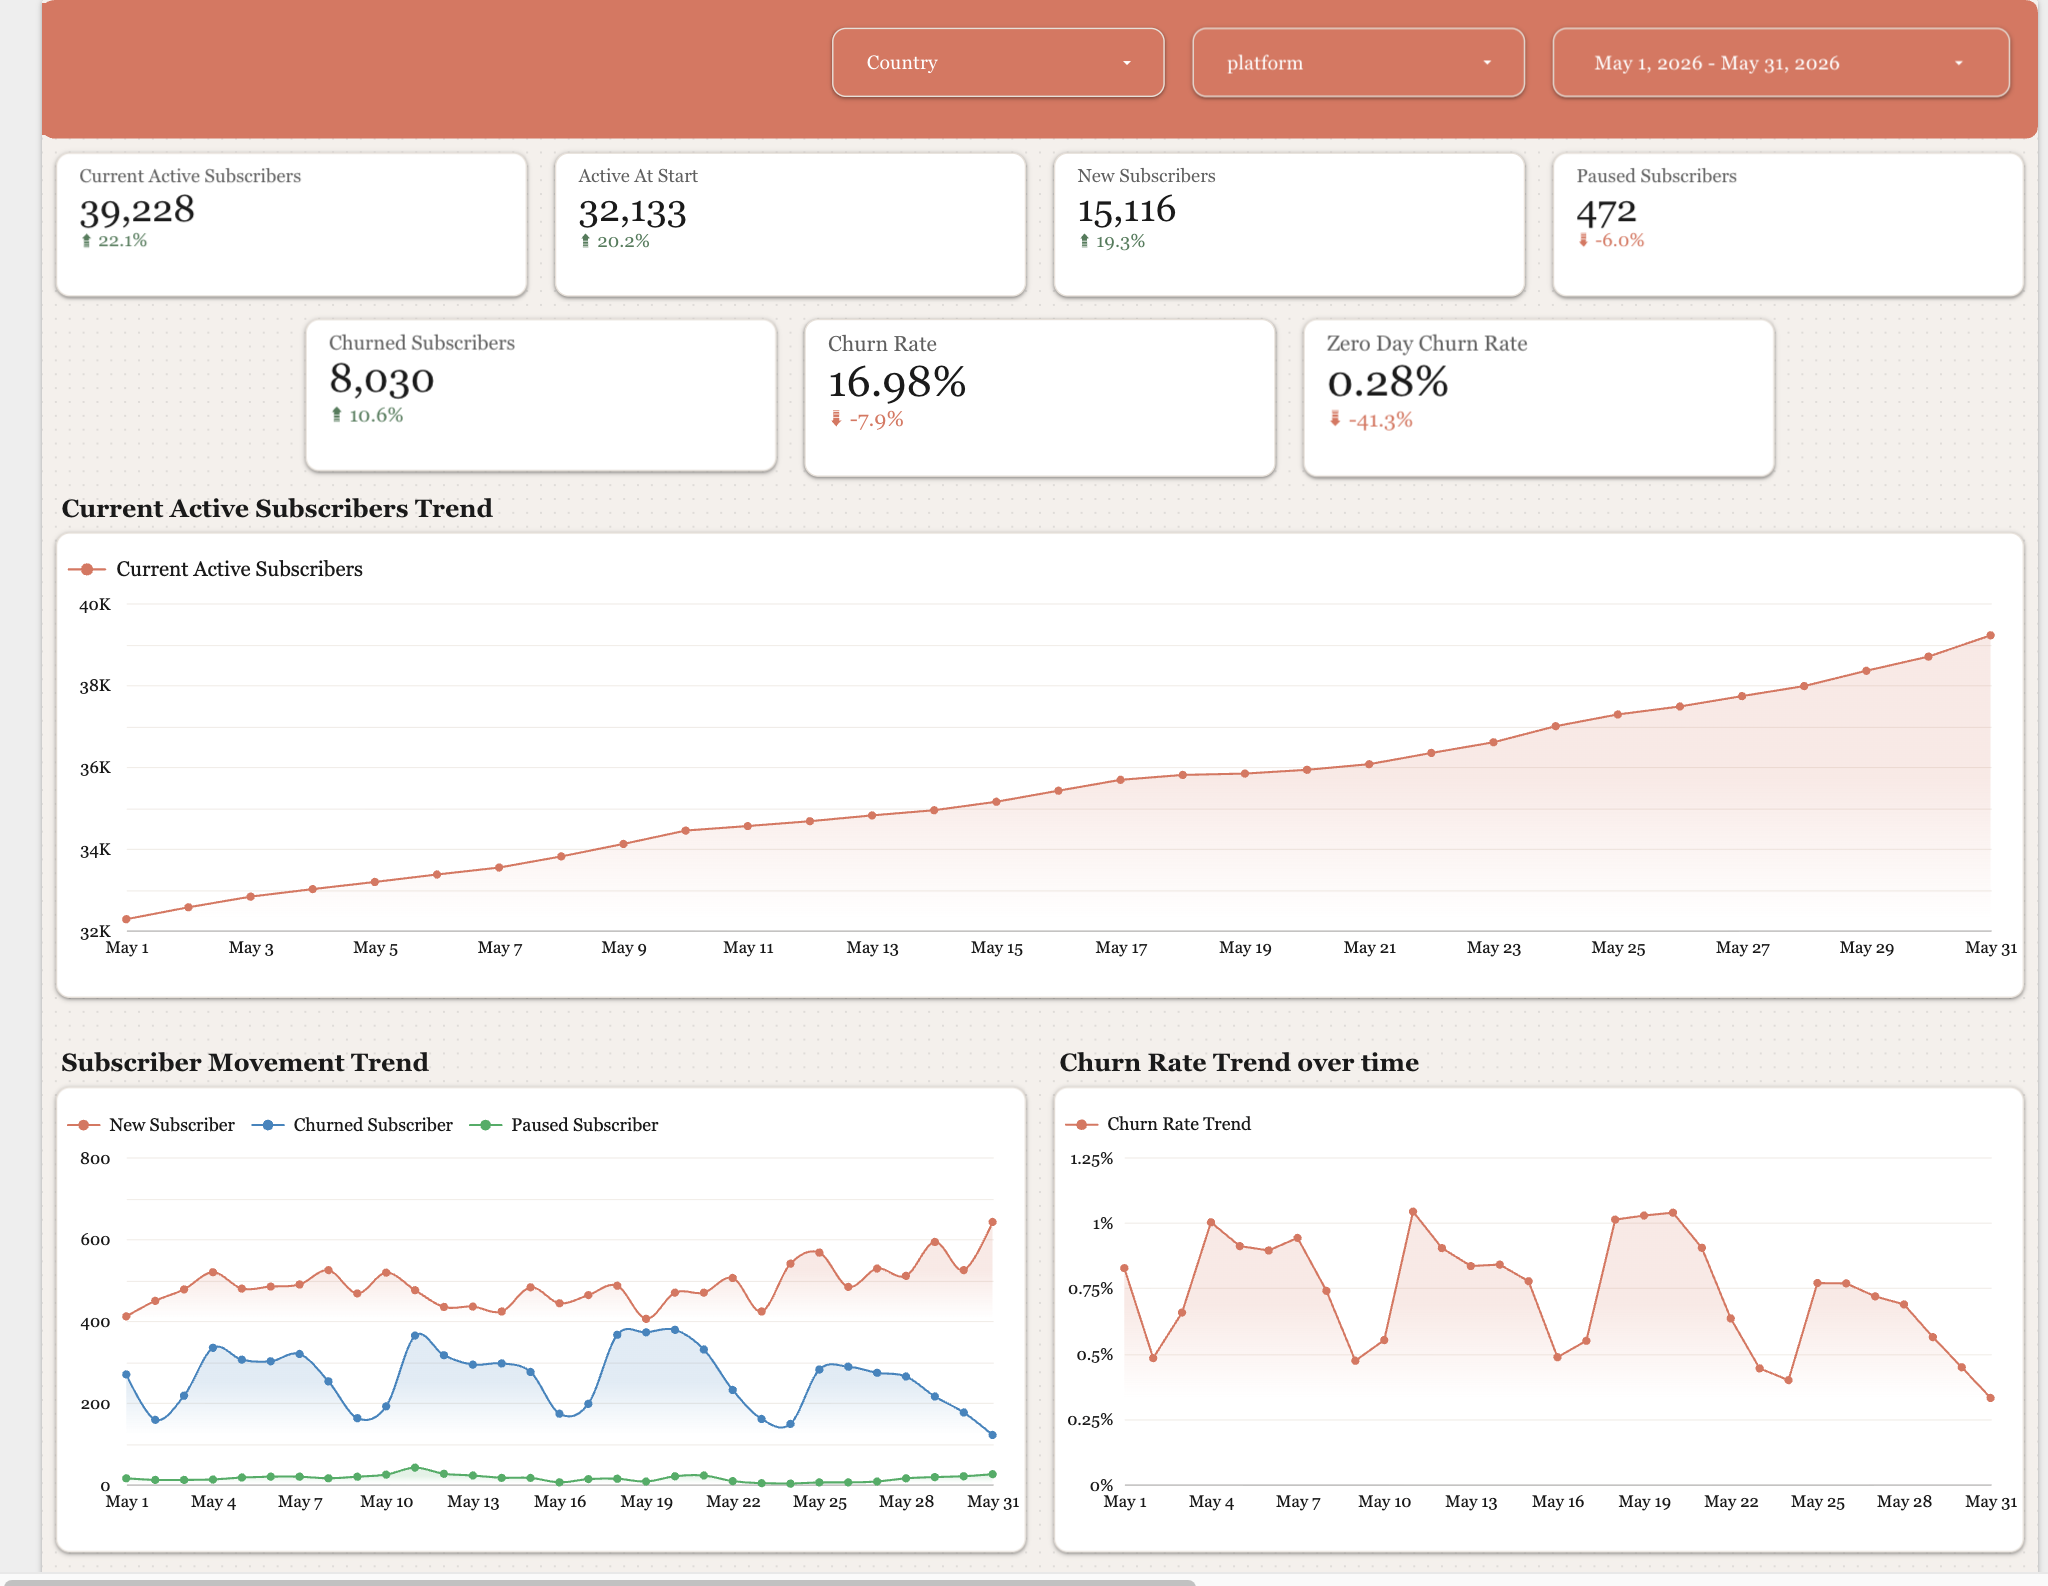 Country
platform
May 1, 2026 - May 31, 2026
Current Active Subscribers
39,228
22.1%
Active At Start
32,133
20.2%
New Subscribers
15,116
19.3%
Paused Subscribers
472
-6.0%
Churned Subscribers
8,030
10.6%
Churn Rate
16.98%
-7.9%
Zero Day Churn Rate
0.28%
-41.3%
Current Active Subscribers Trend
Current Active Subscribers
40K
38K
36K
34K
32K
May 1 May 3 May 5 May 7 May 9 May 11 May 13 May 15 May 17 May 19 May 21 May 23 May 25 May 27 May 29 May 31
Subscriber Movement Trend
New Subscriber Churned Subscriber Paused Subscriber
800
600
400
200
0
May 1 May 4 May 7 May 10 May 13 May 16 May 19 May 22 May 25 May 28 May 31
Churn Rate Trend over time
Churn Rate Trend
1.25%
1%
0.75%
0.5%
0.25%
0%
May 1 May 4 May 7 May 10 May 13 May 16 May 19 May 22 May 25 May 28 May 31